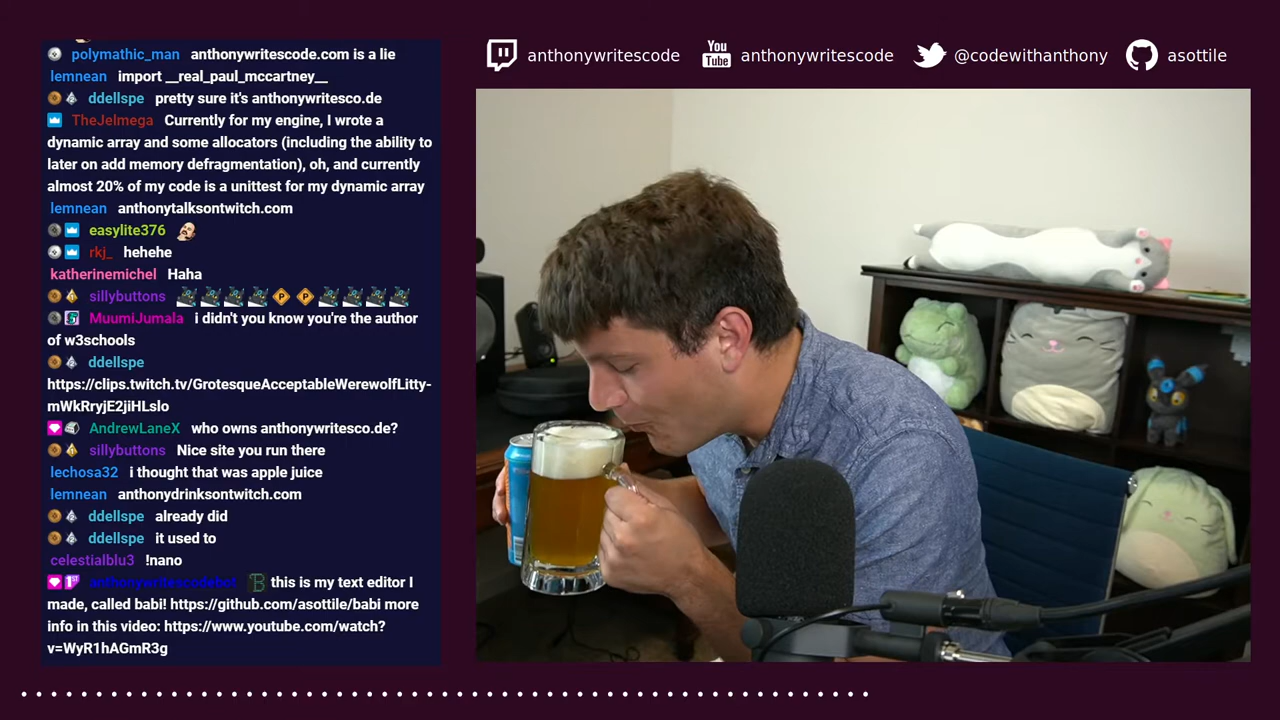 polymathic_man anthonywritescode.com is a lie
lemnean import __real_paul_mccartney__
ddellspe pretty sure it's anthonywritesco.de
TheJelmega Currently for my engine, I wrote a
dynamic array and some allocators (including the ability to
later on add memory defragmentation), oh, and currently
almost 20% of my code is a unittest for my dynamic array
lemnean anthonytalksontwitch.com
easylite376
rkj_ hehehe
katherinemichel Haha
sillybuttons
MuumiJumala i didn't you know you're the author
of w3schools
ddellspe
https://clips.twitch.tv/GrotesqueAcceptableWerewolfLitty-
mWkRryjE2jiHLslo
AndrewLaneX who owns anthonywritesco.de?
sillybuttons Nice site you run there
lechosa32 i thought that was apple juice
lemnean anthonydrinksontwitch.com
ddellspe already did
ddellspe it used to
celestialblu3 !nano
anthonywritescodebot this is my text editor I
made, called babi! https://github.com/asottile/babi more
info in this video: https://www.youtube.com/watch?
v=WyR1hAGmR3g
anthonywritescode
You Tube anthonywritescode
@codewithanthony
asottile